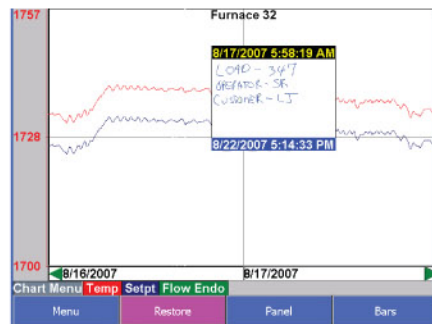 1757
Furnace 32
8/17/2007 5:58:19 AM
LOAD - 347
OPERATOR - SR
CUSTOMER - LJ
1728
8/22/2007 5:14:33 PM
1700
8/16/2007
8/17/2007
Chart Menu Temp Setpt Flow Endo
Menu Restore Panel Bars